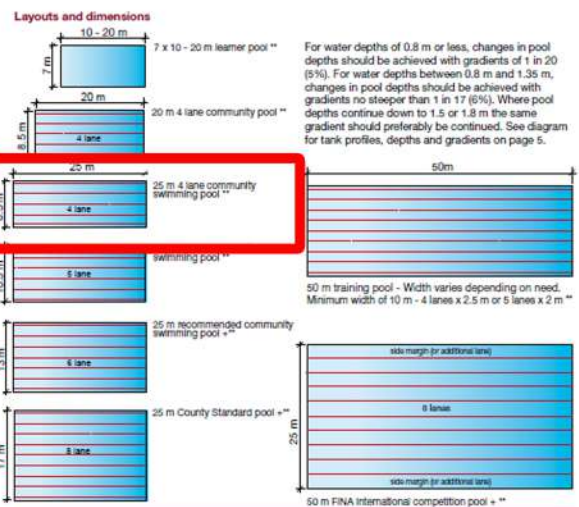 Layouts and dimensions
10 - 20 m
7 m
7 x 10 - 20 m learner pool **
20 m
8.5 m
20 m 4 lane community pool **
4 lane
25 m
25 m 4 lane community
swimming pool **
4 lane
swimming pool **
5 lane
25 m recommended community
swimming pool +**
13 m
6 lane
25 m County Standard pool +**
17 m
8 lane
For water depths of 0.8 m or less, changes in pool
depths should be achieved with gradients of 1 in 20
(5%). For water depths between 0.8 m and 1.35 m,
changes in pool depths should be achieved with
gradients no steeper than 1 in 17 (6%). Where pool
depths continue down to 1.5 or 1.8 m the same
gradient should preferably be continued. See diagram
for tank profiles, depths and gradients on page 5.
50m
50 m training pool - Width varies depending on need.
Minimum width of 10 m - 4 lanes x 2.5 m or 5 lanes x 2 m **
side margin (or additional lane)
8 lanes
25 m
side margin (or additional lane)
50 m FINA International competition pool + **